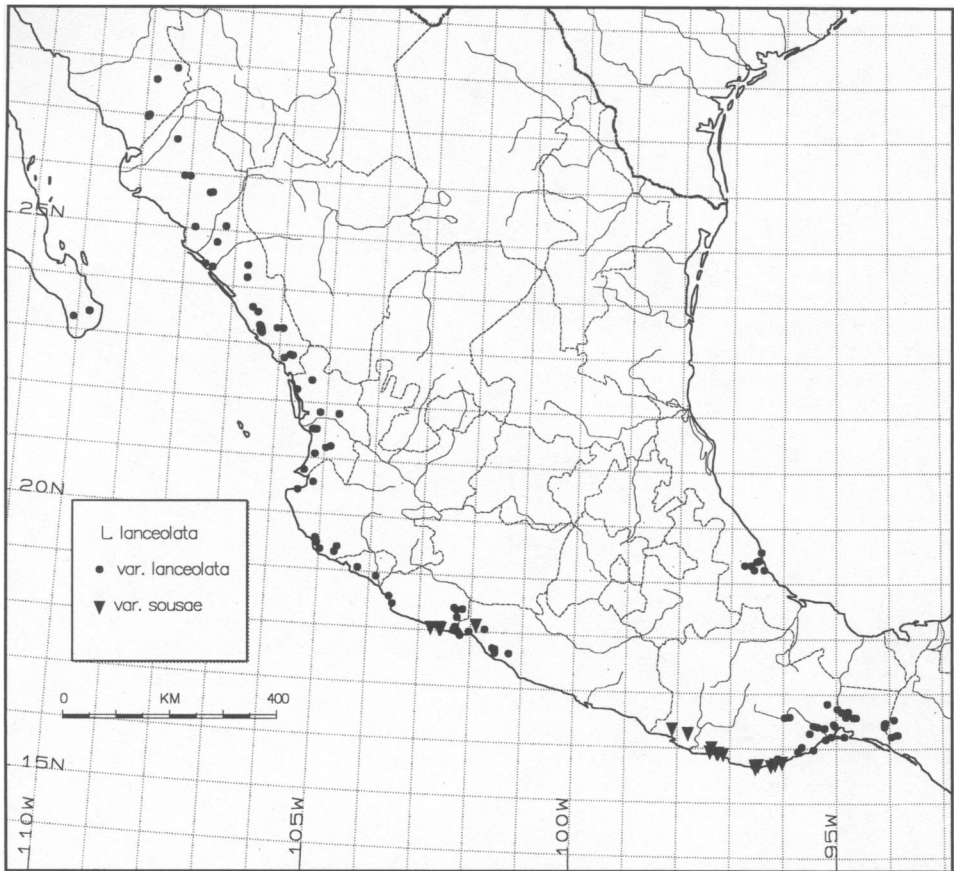 25N
20N
L. lanceolata
var. lanceolata
var. sousae
0 KM 400
15N
110W
105W
100W
95W